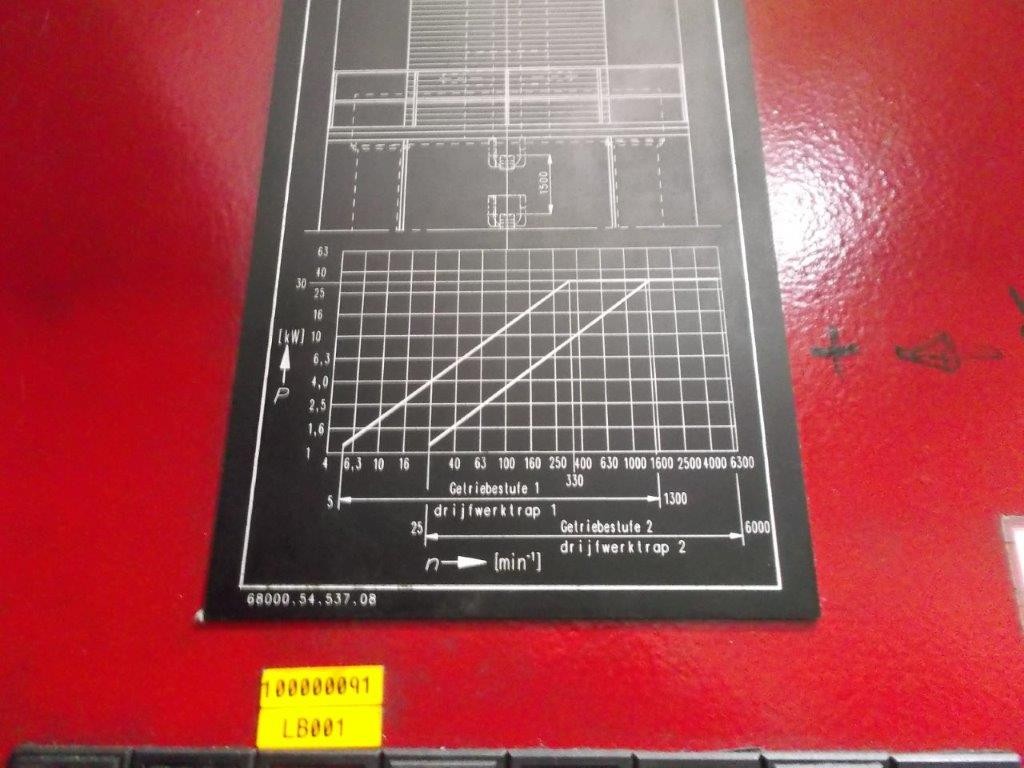 1500
63
40
30
25
16
[kW] 10
6,3
4,0
P
2,5
1,6
1
4 6,3 10 16 40 63 100 160 250 400 630 1000 1600 2500 4000 6300
330
5 Getriebestufe 1 1300
drijfwerktrap 1
25 Getriebestufe 2 6000
drijfwerktrap 2
n [min⁻¹]
68000.54.537.08
100000091
LB001